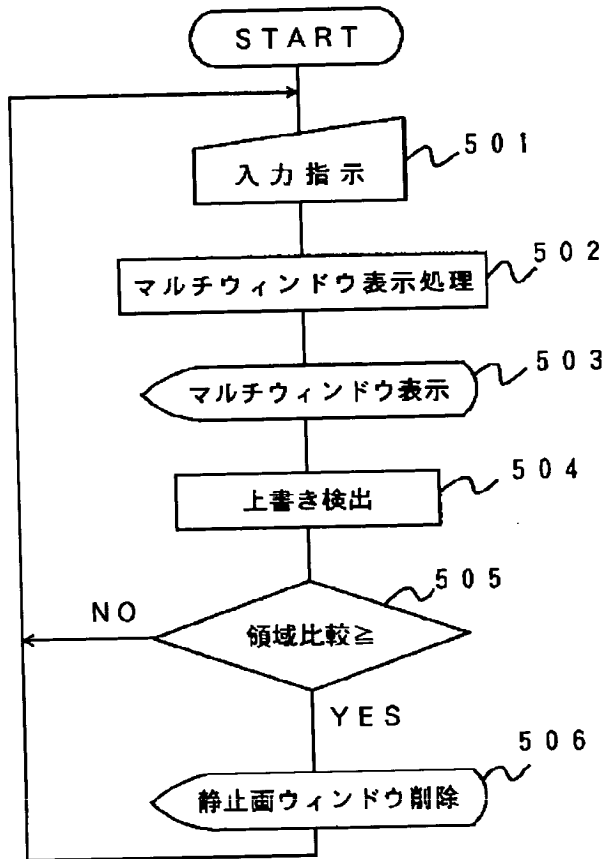 START
入力指示
501
マルチウィンドウ表示処理
502
マルチウィンドウ表示
503
上書き検出
504
領域比較≧
505
NO
YES
静止画ウィンドウ削除
506